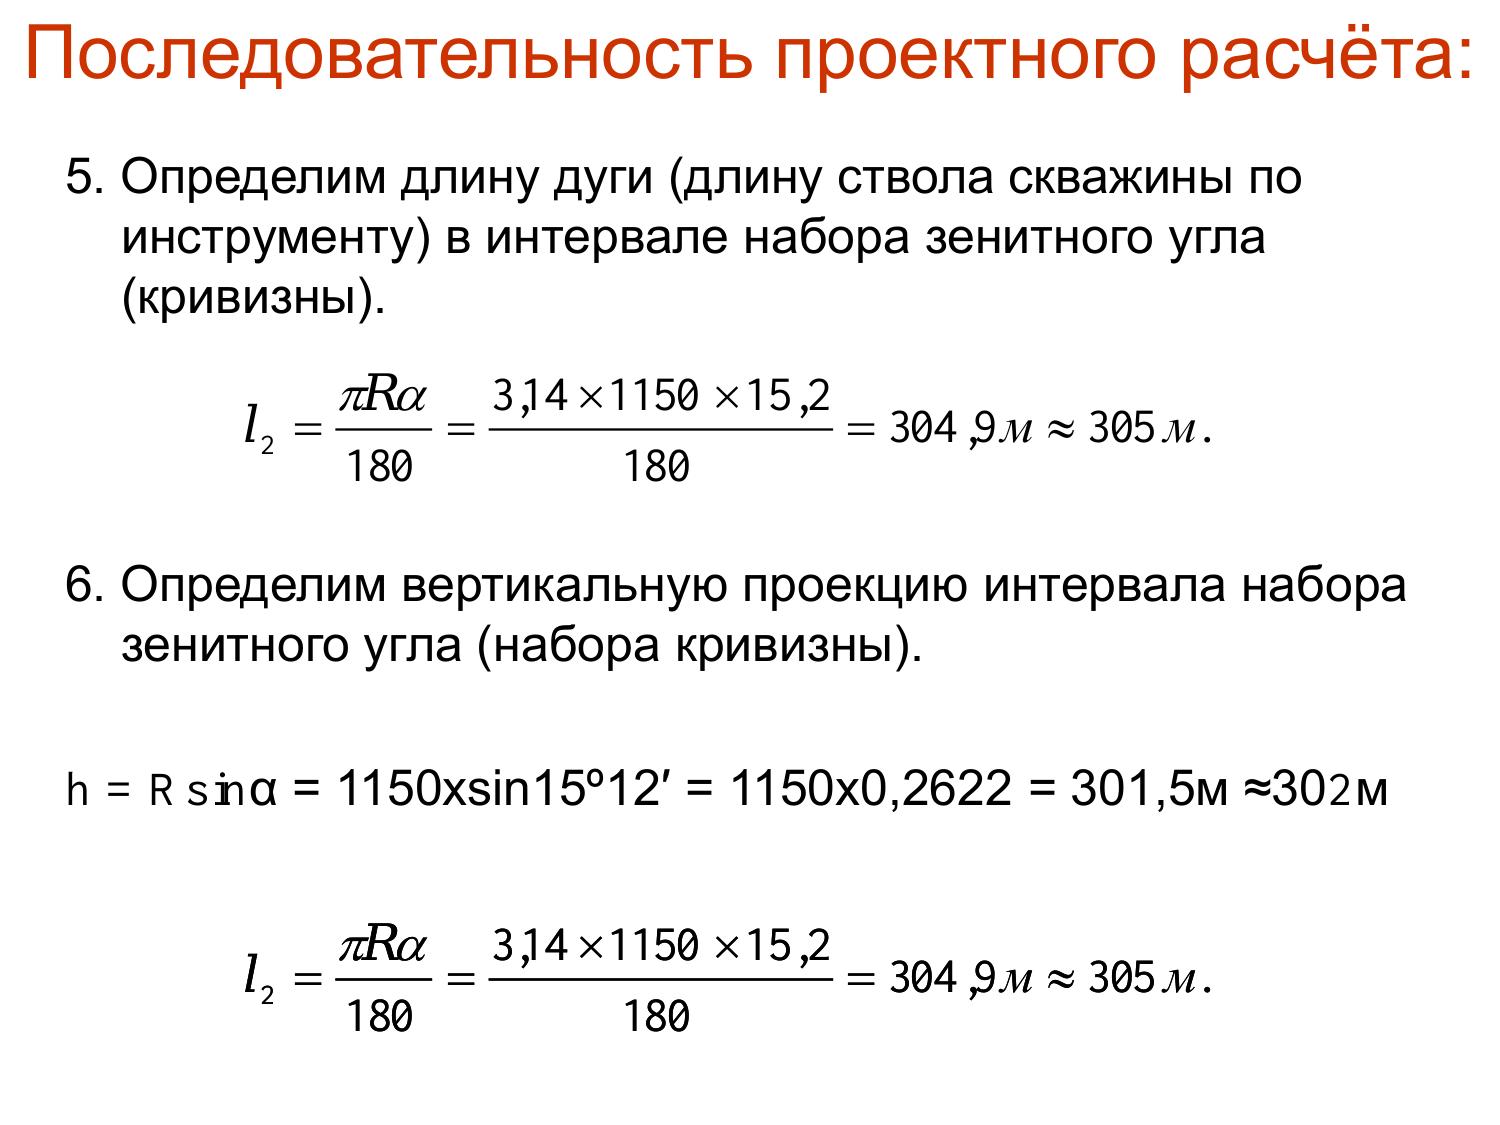 Последовательность проектного расчёта:
5. Определим длину дуги (длину ствола скважины по
инструменту) в интервале набора зенитного угла
(кривизны).
l₂ = πRα/180 = 3,14×1150×15,2/180 = 304,9м ≈ 305м.
6. Определим вертикальную проекцию интервала набора
зенитного угла (набора кривизны).
h = R sinα = 1150xsin15º12′ = 1150x0,2622 = 301,5м ≈302м
l₂ = πRα/180 = 3,14×1150×15,2/180 = 304,9м ≈ 305м.